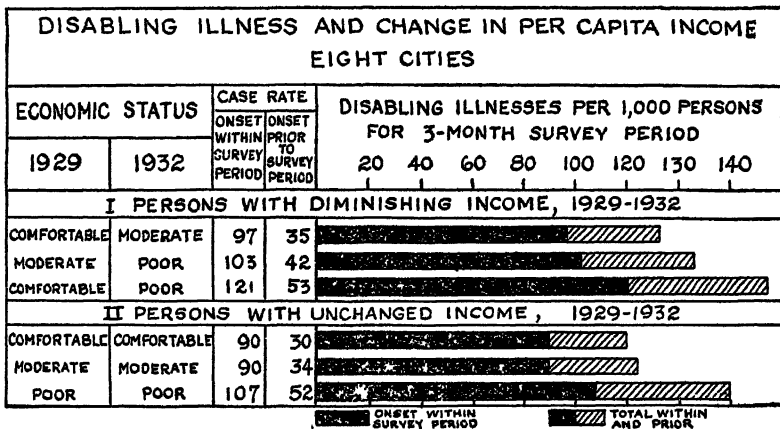 DISABLING ILLNESS AND CHANGE IN PER CAPITA INCOME
EIGHT CITIES
ECONOMIC STATUS
1929 1932
CASE RATE
ONSET WITHIN SURVEY PERIOD
ONSET PRIOR TO SURVEY PERIOD
DISABLING ILLNESSES PER 1,000 PERSONS
FOR 3-MONTH SURVEY PERIOD
20 40 60 80 100 120 140
I PERSONS WITH DIMINISHING INCOME, 1929-1932
COMFORTABLE MODERATE 97 35
MODERATE POOR 103 42
COMFORTABLE POOR 121 53
II PERSONS WITH UNCHANGED INCOME, 1929-1932
COMFORTABLE COMFORTABLE 90 30
MODERATE MODERATE 90 34
POOR POOR 107 52
ONSET WITHIN
SURVEY PERIOD
TOTAL WITHIN
AND PRIOR